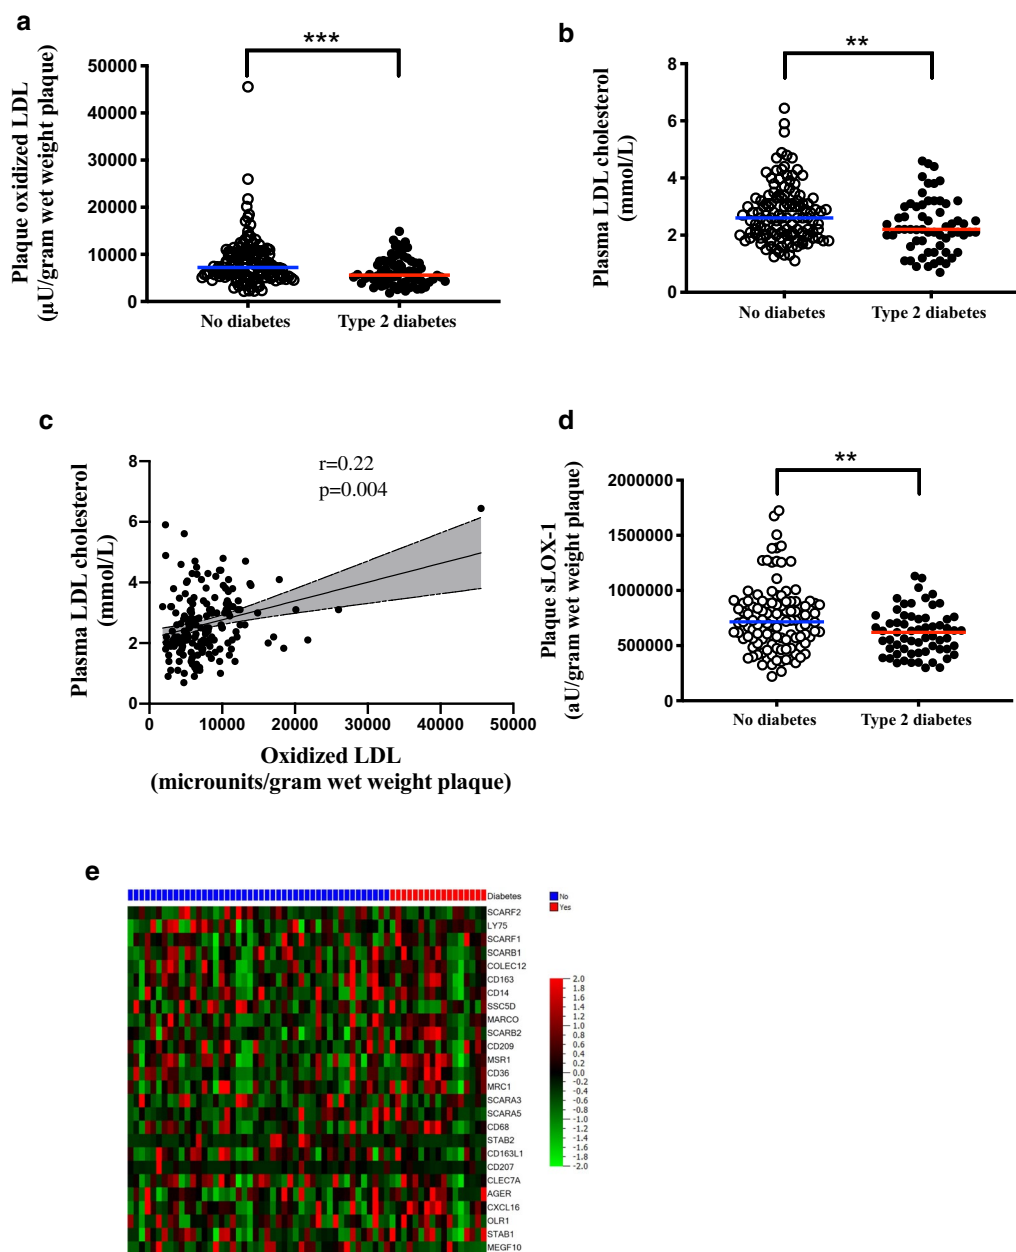 a
***
Plaque oxidized LDL
(µU/gram wet weight plaque)
50000
40000
30000
20000
10000
0
No diabetes
Type 2 diabetes
b
**
Plasma LDL cholesterol
(mmol/L)
8
6
4
2
0
No diabetes
Type 2 diabetes
c
r=0.22
p=0.004
Plasma LDL cholesterol
(mmol/L)
8
6
4
2
0
0 10000 20000 30000 40000 50000
Oxidized LDL
(microunits/gram wet weight plaque)
d
**
Plaque sLOX-1
(aU/gram wet weight plaque)
2000000
1500000
1000000
500000
0
No diabetes
Type 2 diabetes
e
Diabetes
No
Yes
SCARF2
LY75
SCARF1
SCARB1
COLEC12
CD163
CD14
SSC5D
MARCO
SCARB2
CD209
MSR1
CD36
MRC1
SCARA3
SCARA5
CD68
STAB2
CD163L1
CD207
CLEC7A
AGER
CXCL16
OLR1
STAB1
MEGF10
2.0
1.8
1.6
1.4
1.2
1.0
0.8
0.6
0.4
0.2
0.0
-0.2
-0.4
-0.6
-0.8
-1.0
-1.2
-1.4
-1.6
-1.8
-2.0